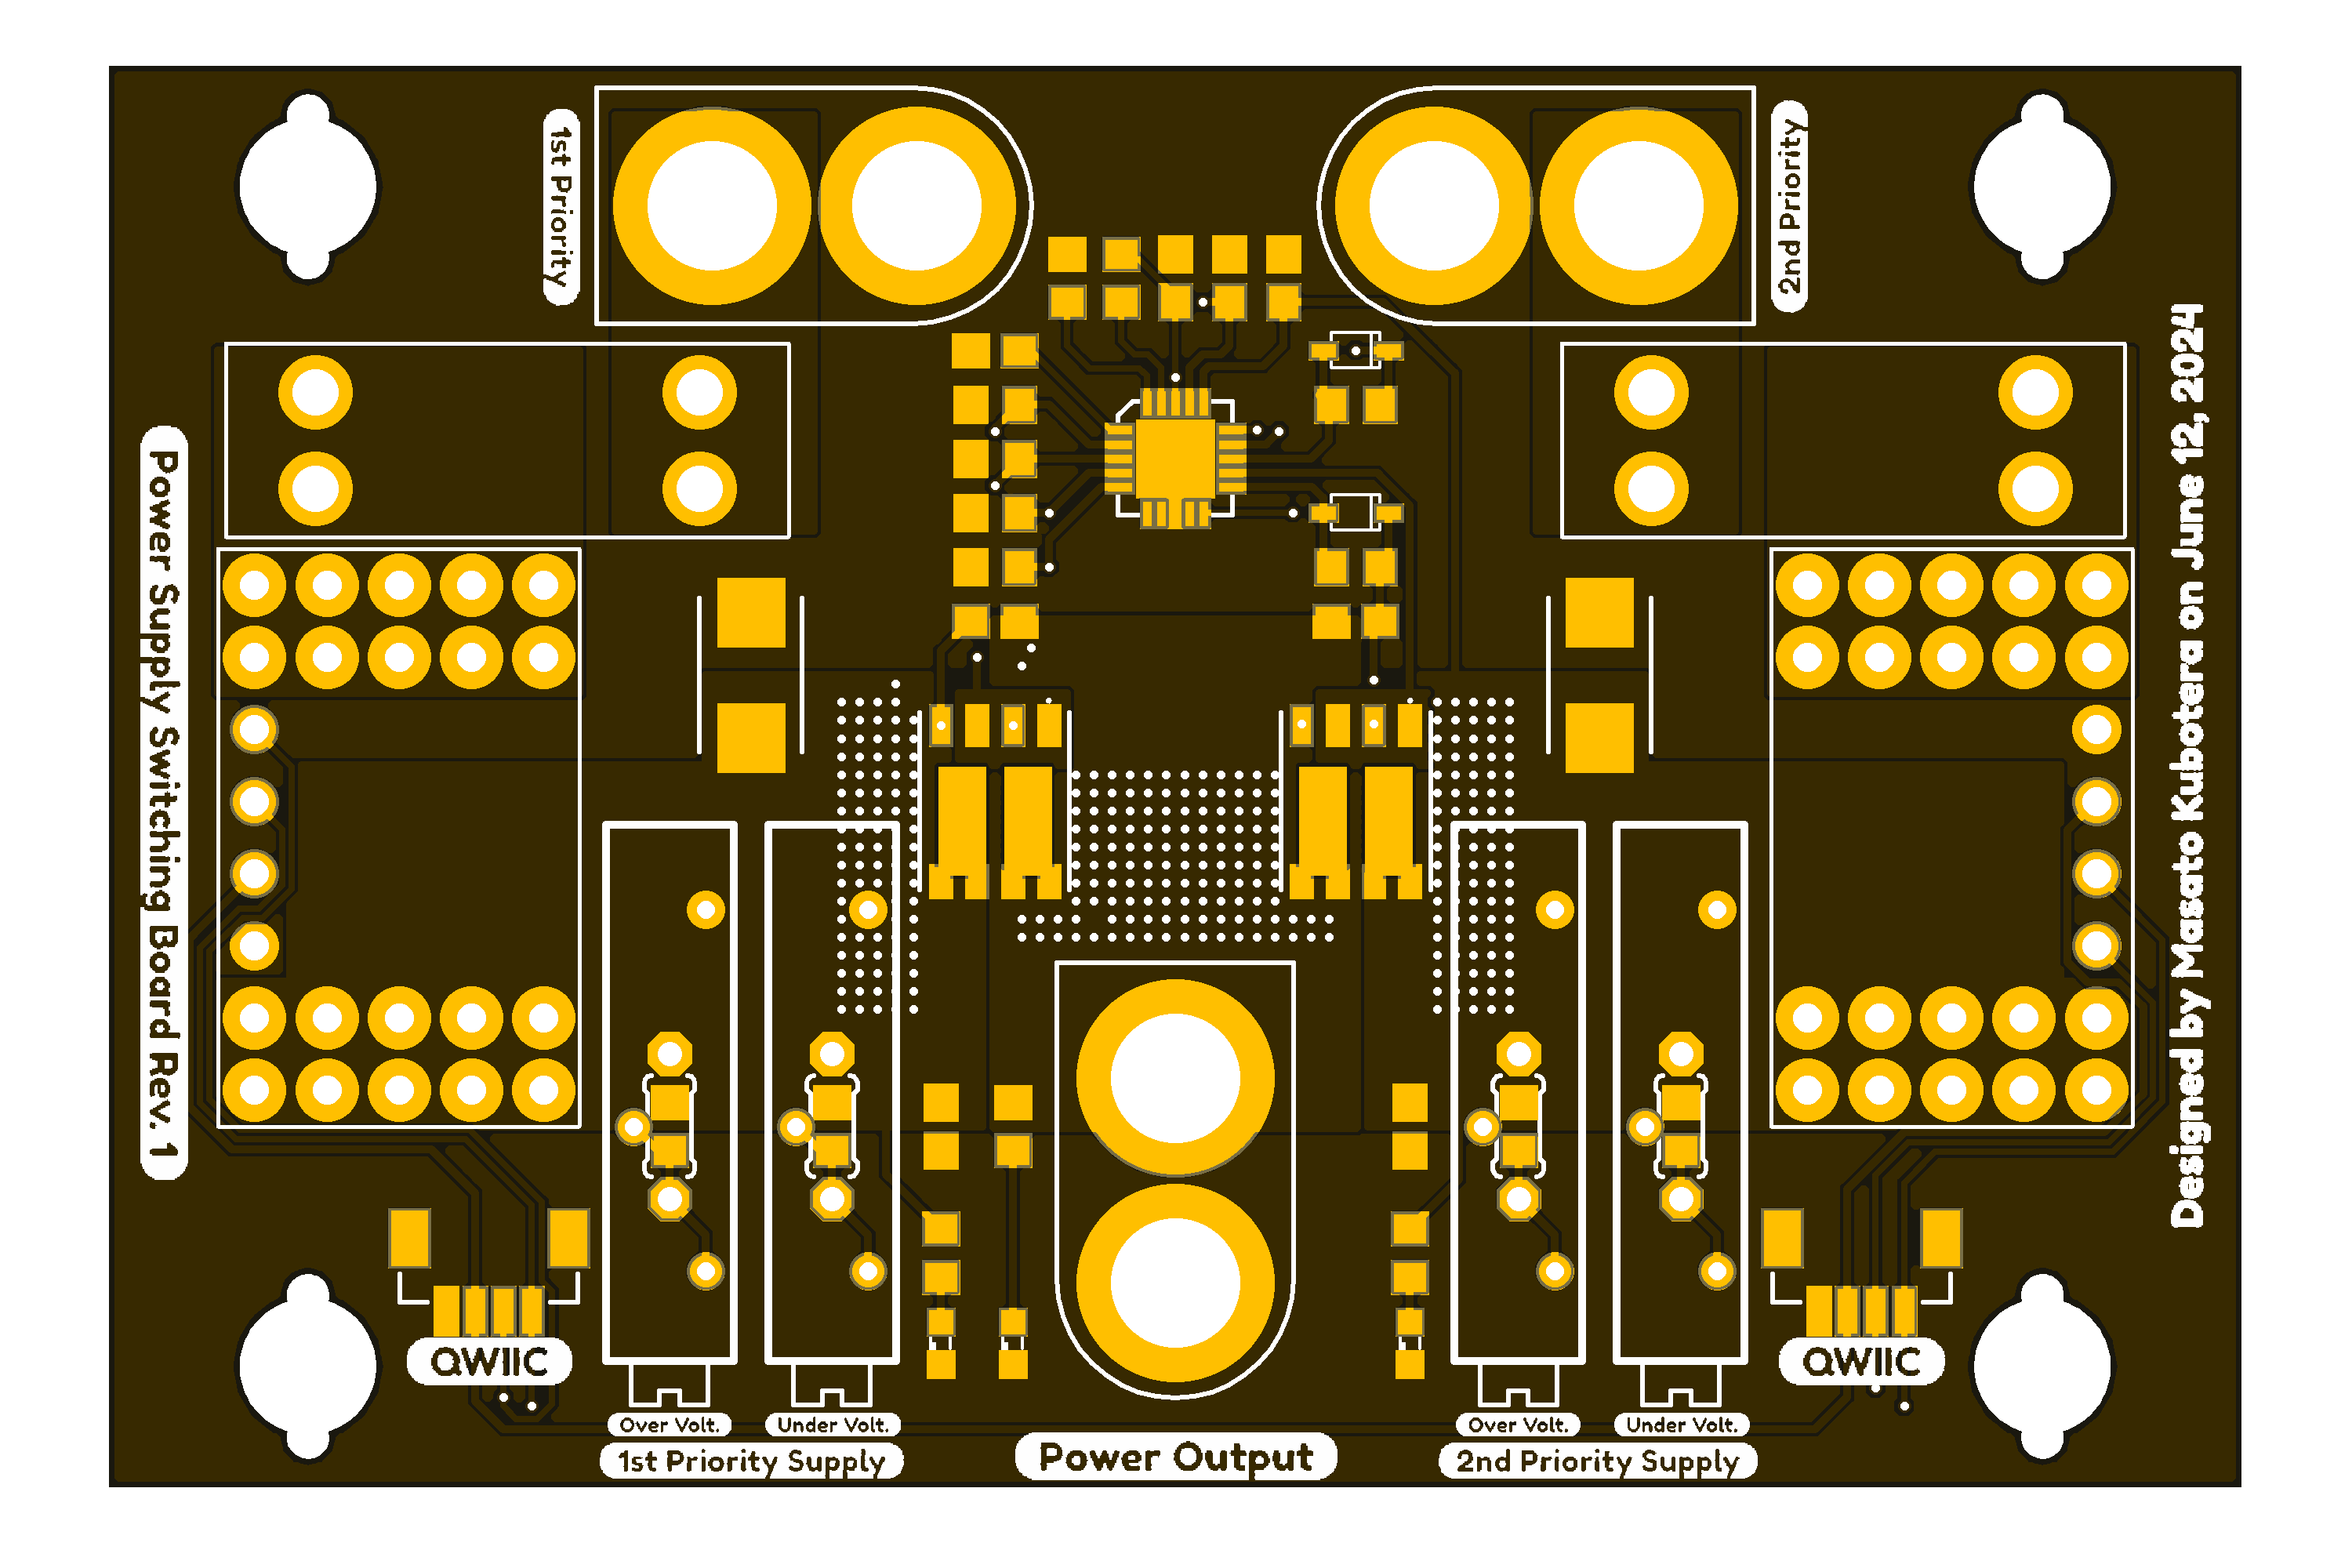 1st Priority
2nd Priority
Power Supply Switching Board Rev. 1
Designed by Masato Kubotera on June 12, 2024
QWIIC
QWIIC
Over Volt.
Under Volt.
Over Volt.
Under Volt.
1st Priority Supply
Power Output
2nd Priority Supply